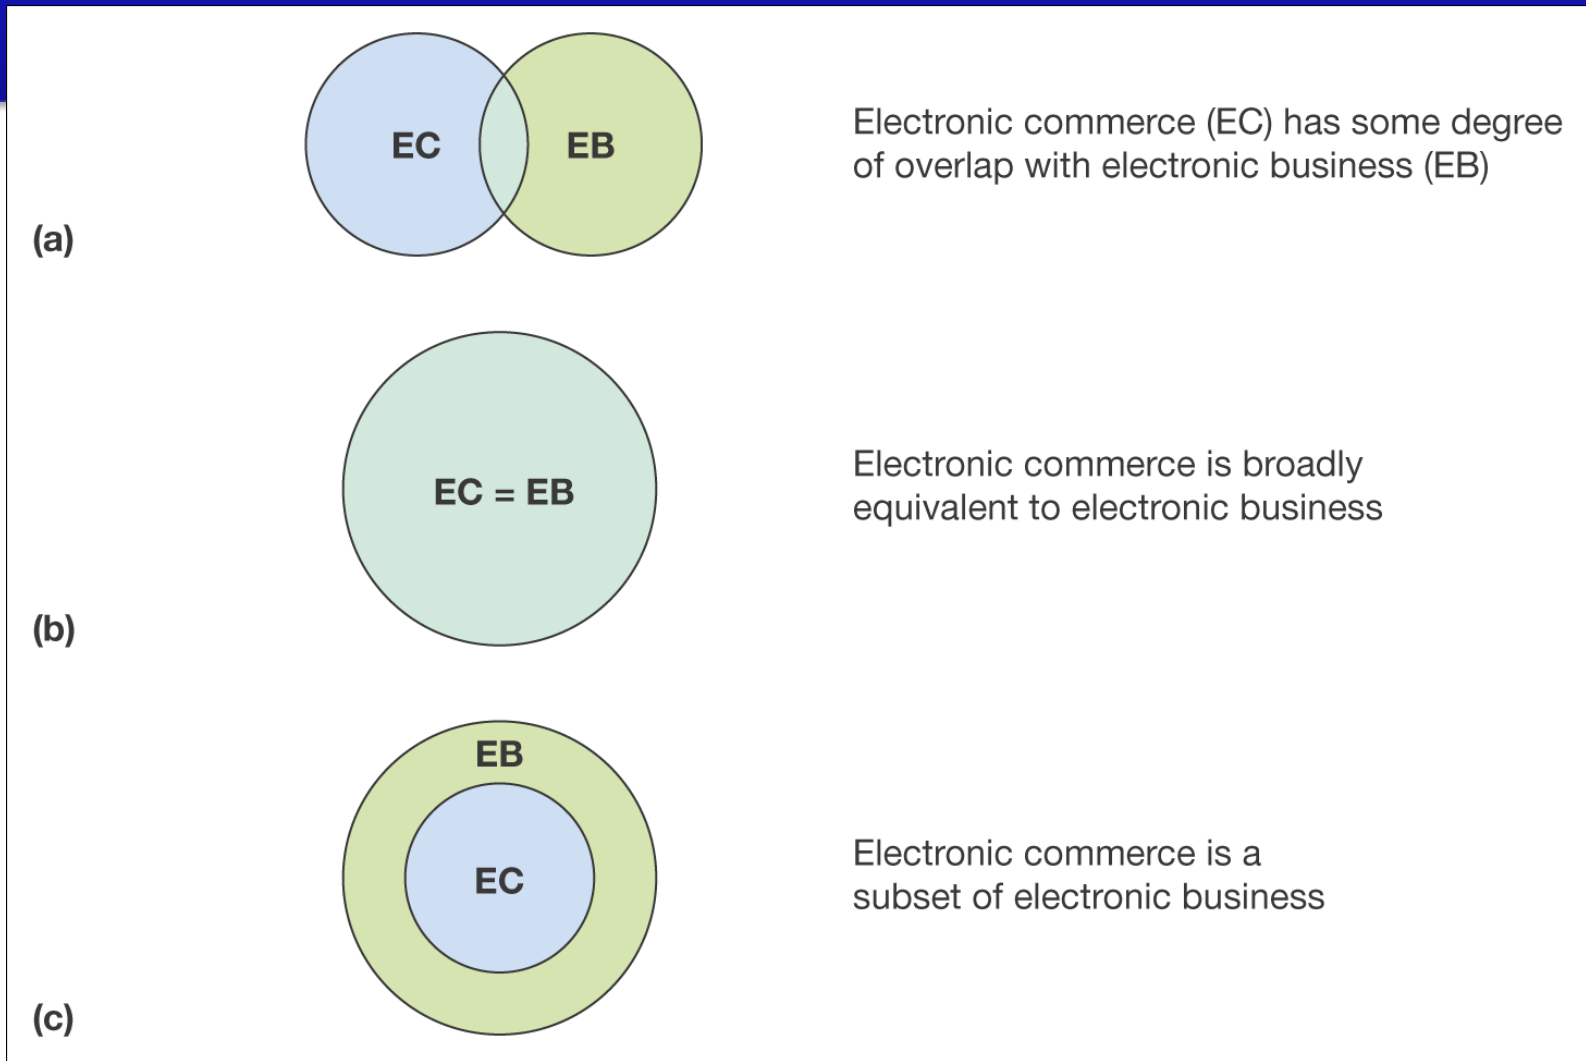 EC
EB
Electronic commerce (EC) has some degree
of overlap with electronic business (EB)
(a)
EC = EB
Electronic commerce is broadly
equivalent to electronic business
(b)
EB
EC
Electronic commerce is a
subset of electronic business
(c)